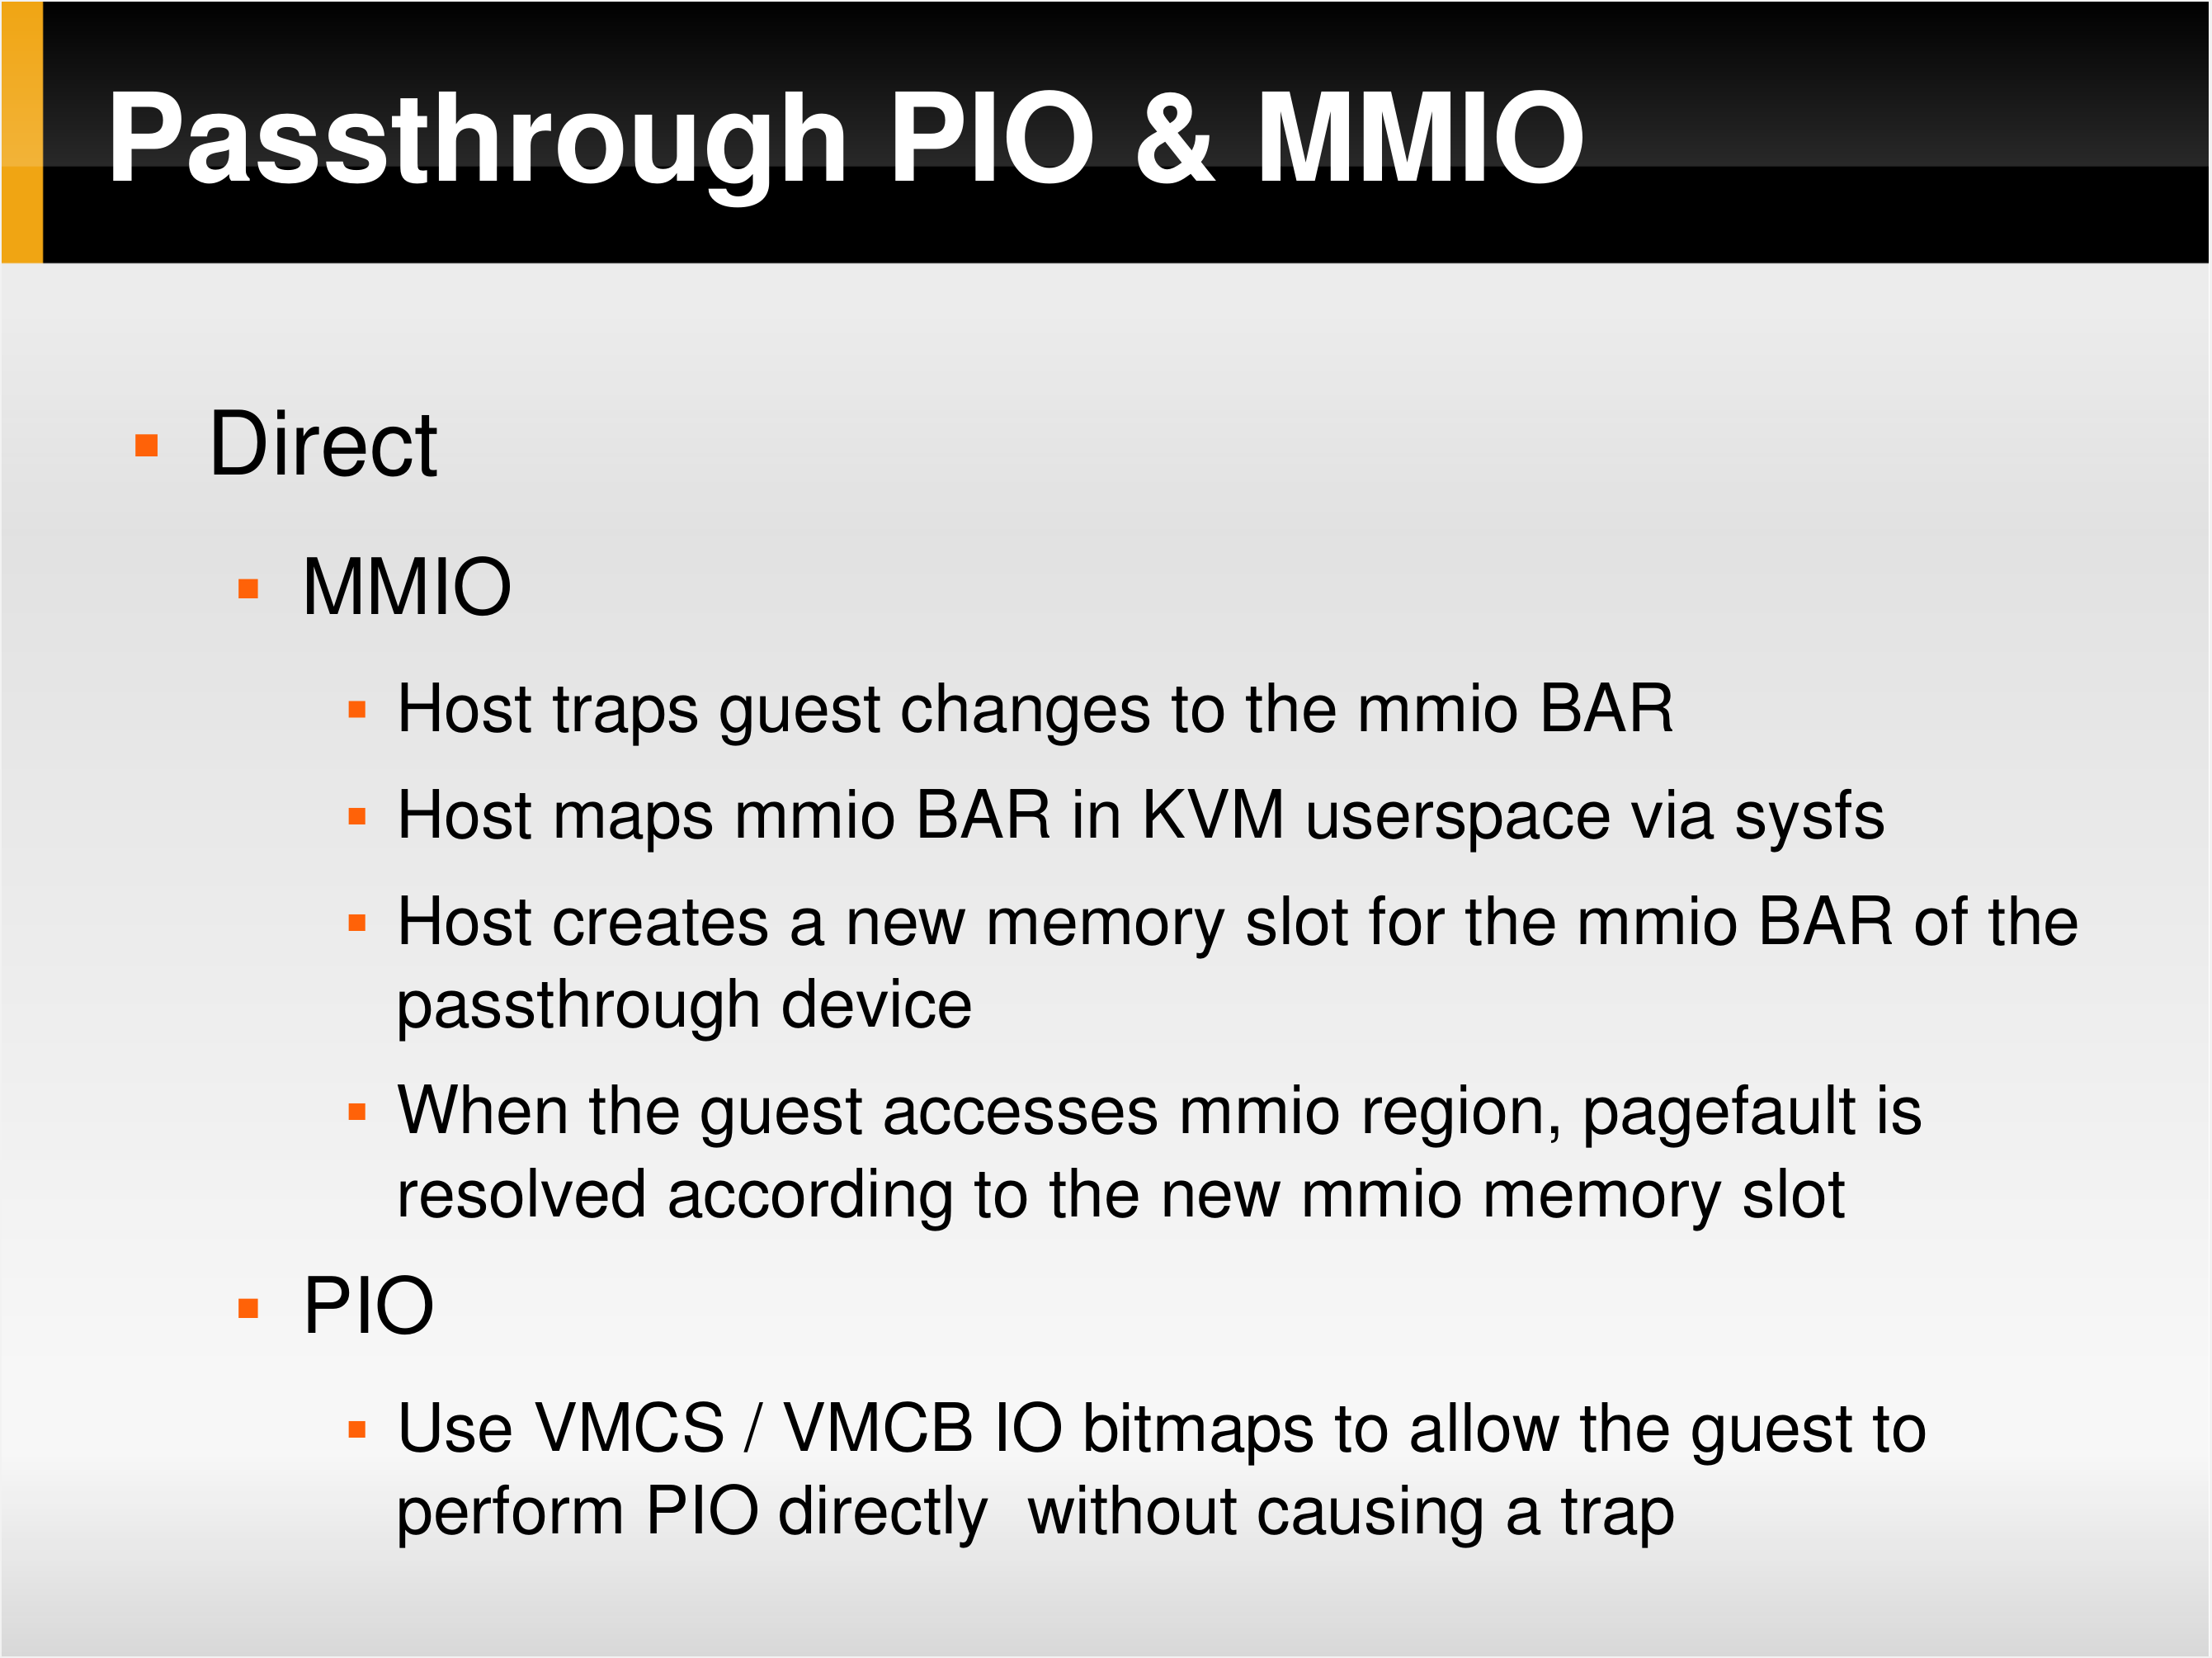 Passthrough PIO & MMIO
Direct
MMIO
Host traps guest changes to the mmio BAR
Host maps mmio BAR in KVM userspace via sysfs
Host creates a new memory slot for the mmio BAR of the
passthrough device
When the guest accesses mmio region, pagefault is
resolved according to the new mmio memory slot
PIO
Use VMCS / VMCB IO bitmaps to allow the guest to
perform PIO directly  without causing a trap